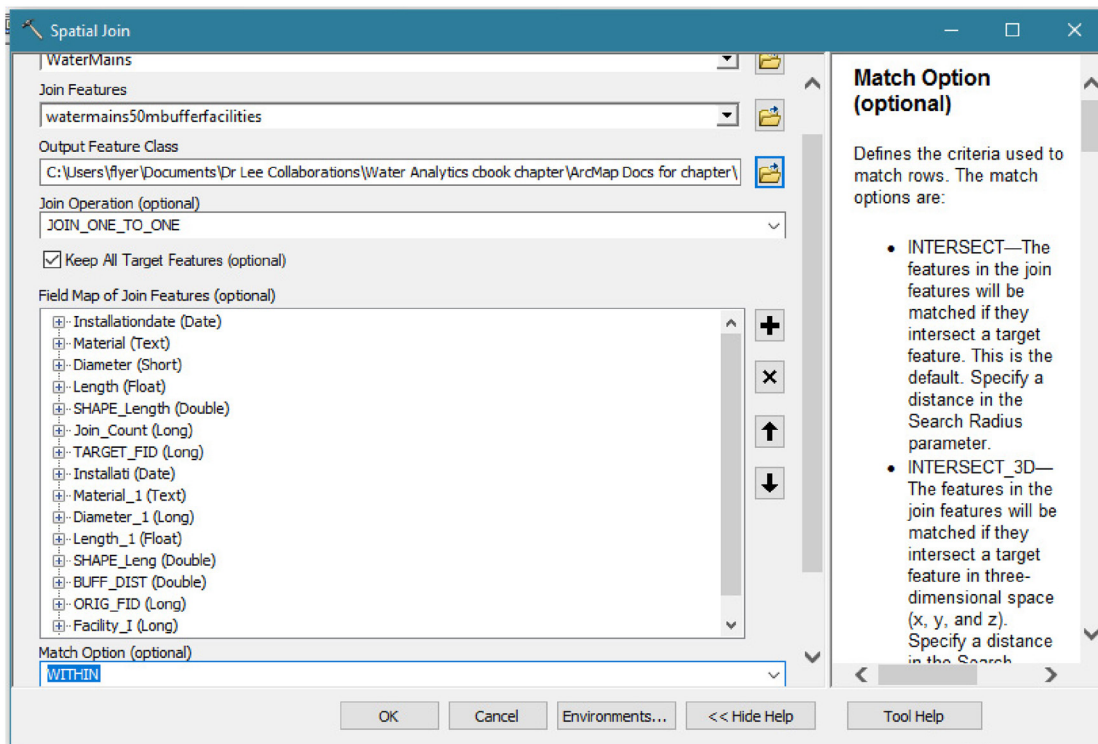 Spatial Join
WaterMains
Join Features
watermains50mbufferfacilities
Output Feature Class
C:\Users\flyer\Documents\Dr Lee Collaborations\Water Analytics cbook chapter\ArcMap Docs for chapter\
Join Operation (optional)
JOIN_ONE_TO_ONE
Keep All Target Features (optional)
Field Map of Join Features (optional)
Installationdate (Date)
Material (Text)
Diameter (Short)
Length (Float)
SHAPE_Length (Double)
Join_Count (Long)
TARGET_FID (Long)
Installati (Date)
Material_1 (Text)
Diameter_1 (Long)
Length_1 (Float)
SHAPE_Leng (Double)
BUFF_DIST (Double)
ORIG_FID (Long)
Facility_I (Long)
Match Option (optional)
WITHIN
OK
Cancel
Environments...
<< Hide Help
Tool Help
Match Option
(optional)
Defines the criteria used to
match rows. The match
options are:
• INTERSECT—The
features in the join
features will be
matched if they
intersect a target
feature. This is the
default. Specify a
distance in the
Search Radius
parameter.
• INTERSECT_3D—
The features in the
join features will be
matched if they
intersect a target
feature in three-
dimensional space
(x, y, and z).
Specify a distance
in the Search